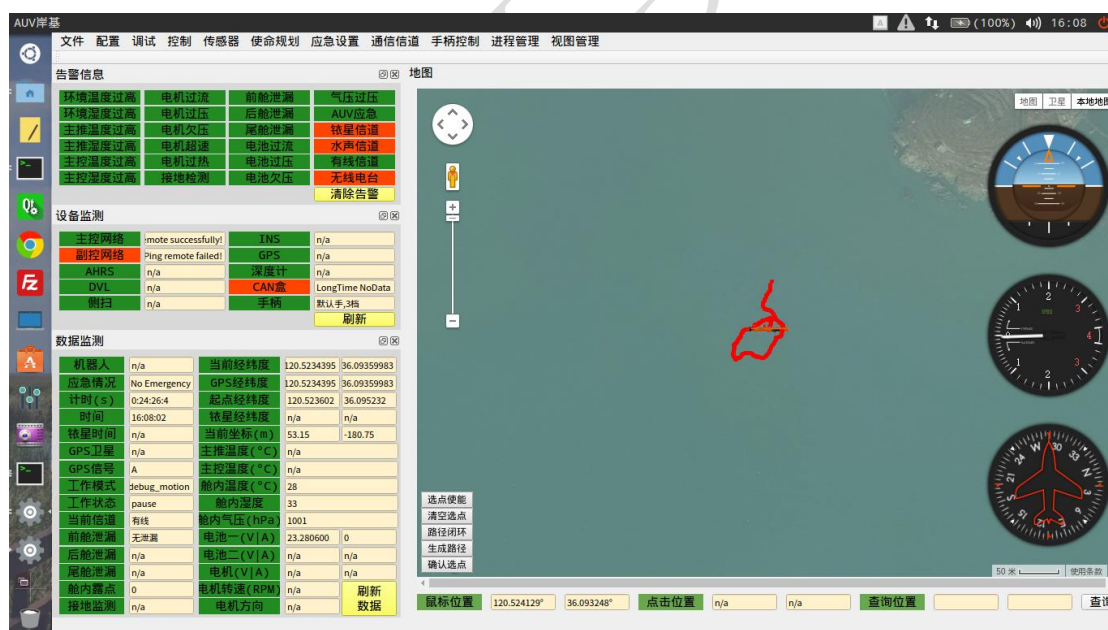 AUV岸基
(100%) 16:08
文件 配置 调试 控制 传感器 使命规划 应急设置 通信信道 手柄控制 进程管理 视图管理
告警信息
环境温度过高 电机过流 前舱泄漏 气压过压
环境湿度过高 电机过压 后舱泄漏 AUV应急
主推温度过高 电机欠压 尾舱泄漏 铱星信道
主推湿度过高 电机超速 电池过流 水声信道
主控温度过高 电机过热 电池过压 有线信道
主控湿度过高 接地检测 电池欠压 无线电台
清除告警
设备监测
主控网络 emote successfully! INS n/a
副控网络 Ping remote failed! GPS n/a
AHRS n/a 深度计 n/a
DVL n/a CAN盒 LongTime NoData
侧扫 n/a 手柄 默认手,3档
刷新
数据监测
机器人 n/a 当前经纬度 120.5234395 36.09359983
应急情况 No Emergency GPS经纬度 120.5234395 36.09359983
计时(s) 0:24:26:4 起点经纬度 120.523602 36.095232
时间 16:08:02 铱星经纬度 n/a n/a
铱星时间 n/a 当前坐标(m) 53.15 -180.75
GPS卫星 n/a 主推温度(°C) n/a
GPS信号 A 主控温度(°C) n/a
工作模式 debug_motion 舱内温度(°C) 28
工作状态 pause 舱内湿度 33
当前信道 有线 舱内气压(hPa) 1001
前舱泄漏 无泄漏 电池一(V|A) 23.280600 0
后舱泄漏 n/a 电池二(V|A) n/a n/a
尾舱泄漏 n/a 电机(V|A) n/a n/a
舱内露点 0 电机转速(RPM) n/a 刷新
接地监测 n/a 电机方向 n/a 数据
地图
地图 卫星 本地地图
1 2 3
0 4
1 2 3
W 30 33 N 3 6 24 21 S
选点使能
清空选点
路径闭环
生成路径
确认选点
50 米 使用条款
鼠标位置 120.524129° 36.093248° 点击位置 n/a n/a 查询位置 查询